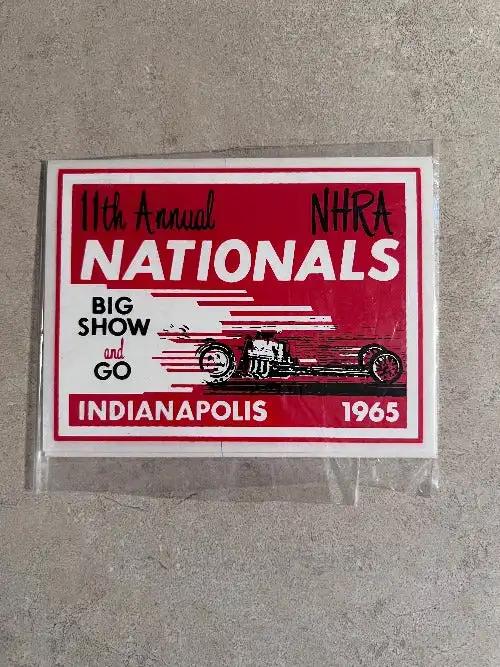 11th Annual NHRA
NATIONALS
BIG
SHOW
and
GO
INDIANAPOLIS 1965